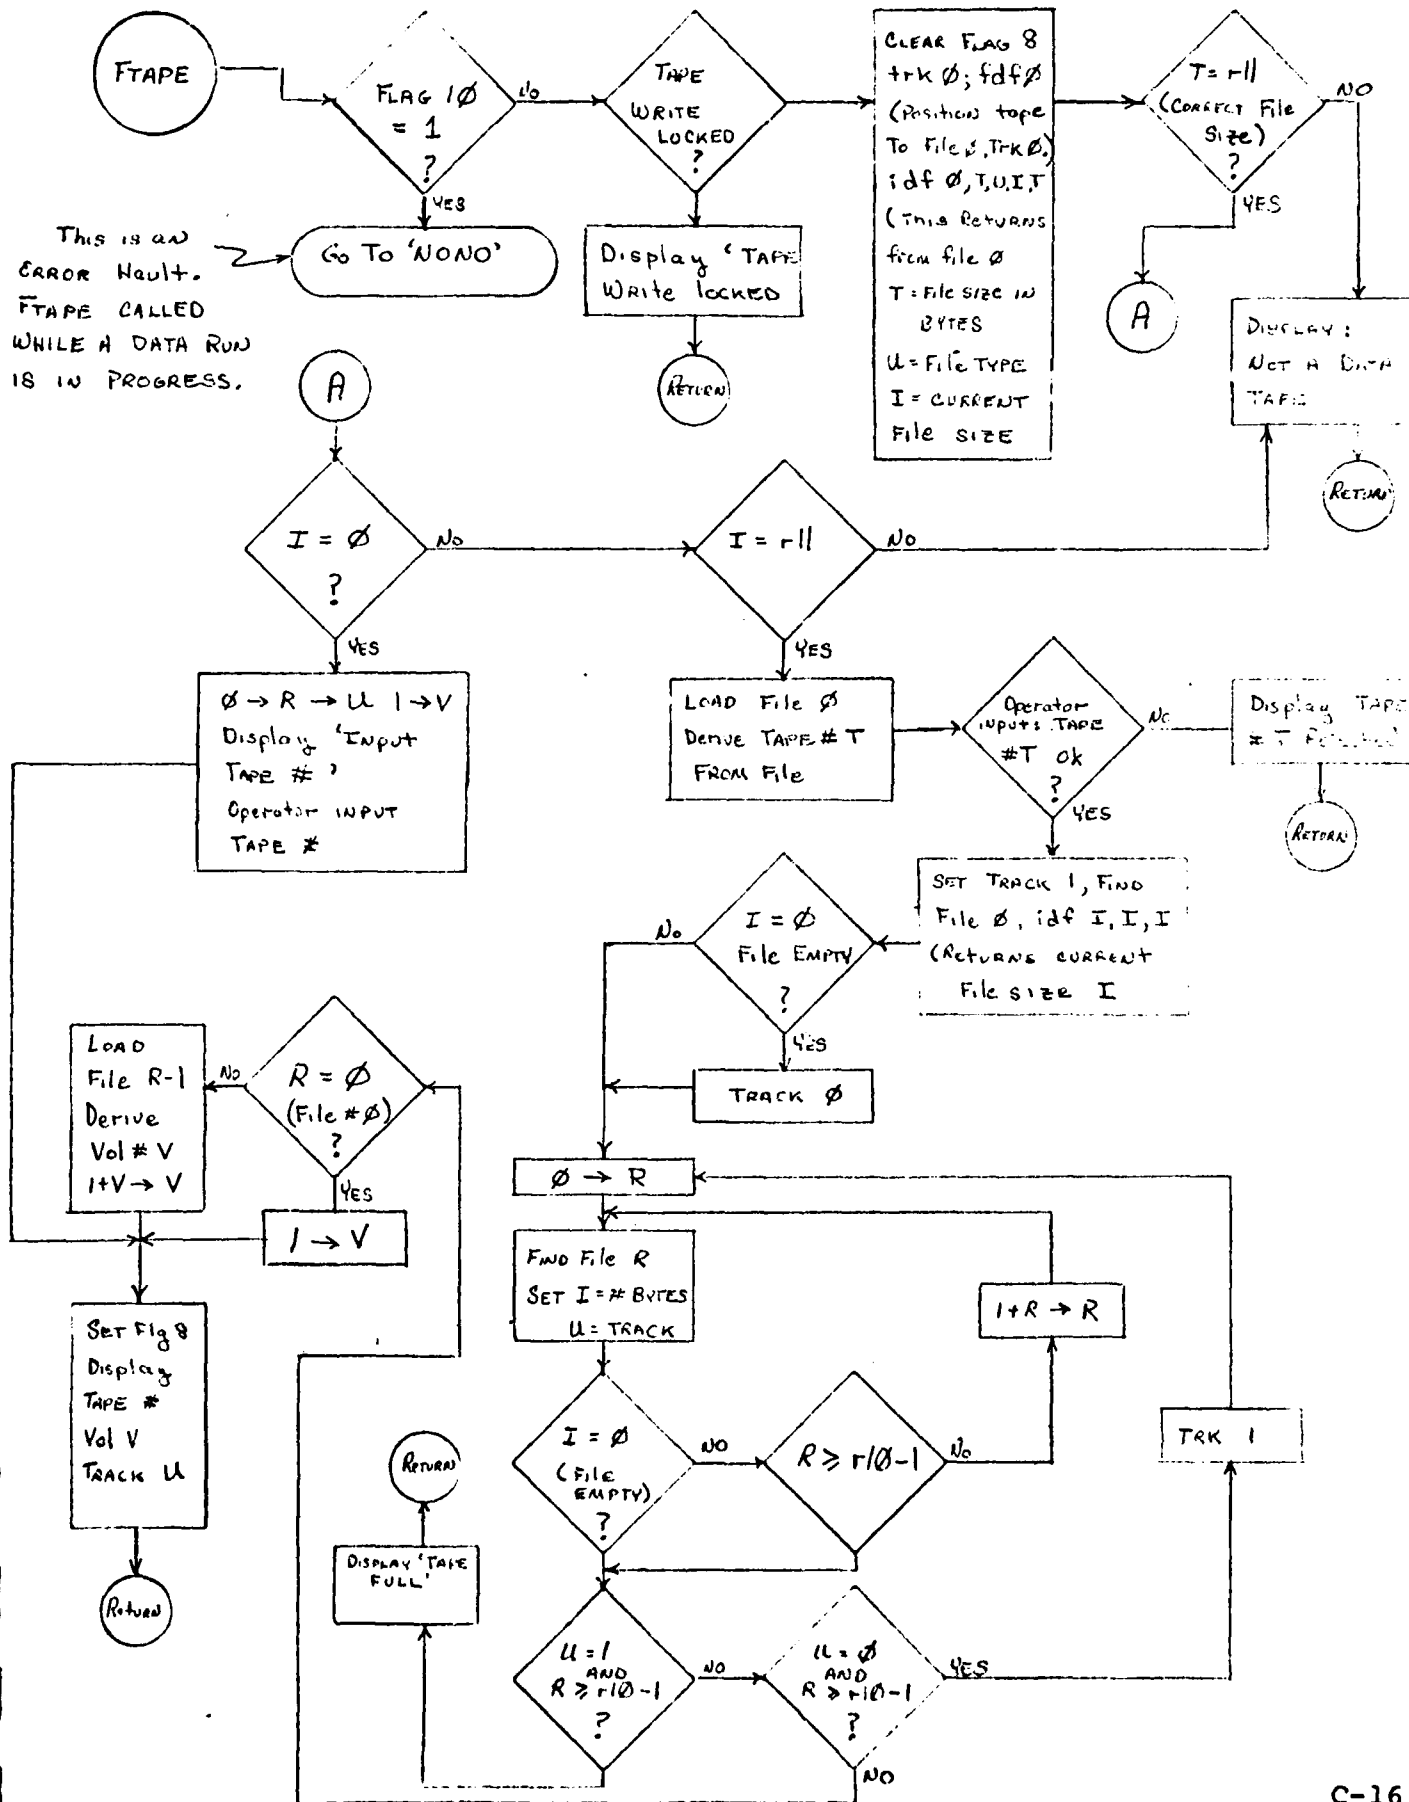 FTAPE
FLAG 1Ø
= 1
?
NO
YES
GO TO 'NONO'
This is an
ERROR HAULT.
FTAPE CALLED
WHILE A DATA RUN
IS IN PROGRESS.
TAPE
WRITE
LOCKED
?
Display 'TAPE
WRITE LOCKED
RETURN
CLEAR FLAG 8
trk Ø; fdf Ø
(Position tape
To File Ø, Trk Ø.)
idf Ø,T,U,I,T
(This Returns
from file Ø
T = File SIZE IN
BYTES
U = File TYPE
I = CURRENT
File SIZE
T = r11
(CORRECT File
Size)
?
NO
YES
A
DISPLAY :
NOT A DATA
TAPE
RETURN
A
I = Ø
?
NO
YES
I = r11
NO
YES
Ø → R → U 1 → V
Display 'INPUT
TAPE # '
Operator INPUT
TAPE #
LOAD File Ø
Derive TAPE # T
FROM File
Operator
inputs TAPE
#T ok
?
NO
YES
Display TAPE
# T
RETURN
SET TRACK 1, FIND
File Ø, idf I, I, I
(RETURNS CURRENT
File SIZE I
I = Ø
File EMPTY
?
NO
YES
TRACK Ø
LOAD
File R-1
Derive
Vol # V
1+V → V
NO
R = Ø
(File # Ø)
?
YES
1 → V
Ø → R
FIND File R
SET I = # BYTES
U = TRACK
1+R → R
SET Flg 8
Display
TAPE #
Vol V
TRACK U
Return
I = Ø
(FILE
EMPTY)
?
NO
R ≥ r1Ø-1
NO
TRK 1
RETURN
DISPLAY 'TAPE
FULL'
U = 1
AND
R ≥ r1Ø-1
?
NO
U = Ø
AND
R ≥ r1Ø-1
?
YES
NO
C-16